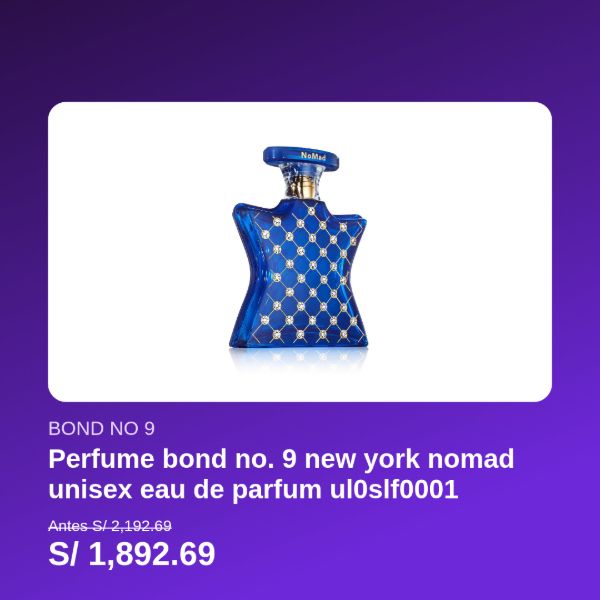 NoMad
BOND NO 9
Perfume bond no. 9 new york nomad
unisex eau de parfum ul0slf0001
Antes S/ 2,192.69
S/ 1,892.69